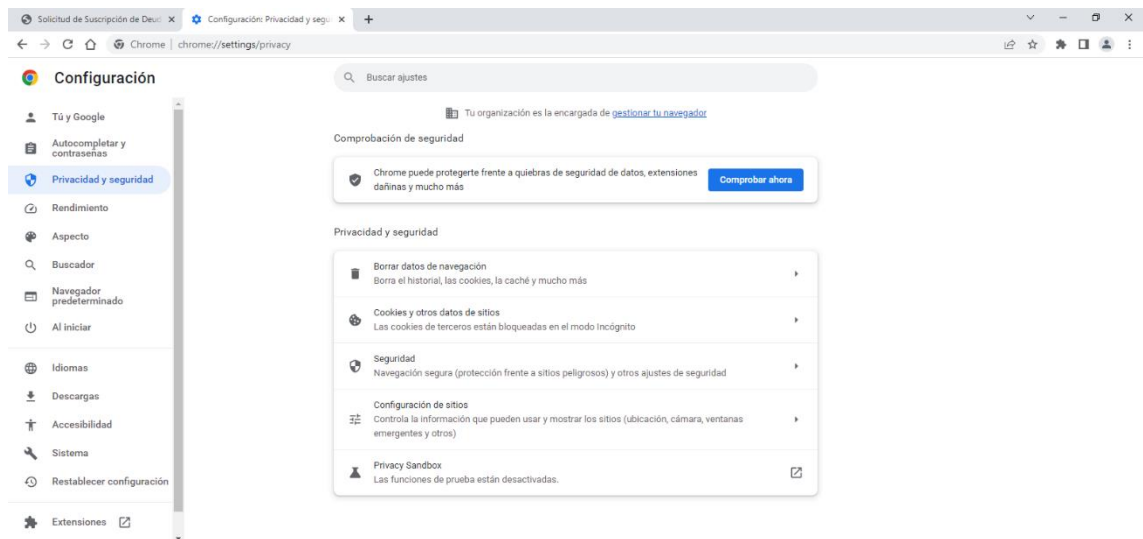 Solicitud de Suscripción de Deud
Configuración: Privacidad y segu
Chrome | chrome://settings/privacy
Configuración
Buscar ajustes
Tú y Google
Autocompletar y
contraseñas
Privacidad y seguridad
Rendimiento
Aspecto
Buscador
Navegador
predeterminado
Al iniciar
Idiomas
Descargas
Accesibilidad
Sistema
Restablecer configuración
Extensiones
Tu organización es la encargada de gestionar tu navegador
Comprobación de seguridad
Chrome puede protegerte frente a quiebras de seguridad de datos, extensiones
dañinas y mucho más
Comprobar ahora
Privacidad y seguridad
Borrar datos de navegación
Borra el historial, las cookies, la caché y mucho más
Cookies y otros datos de sitios
Las cookies de terceros están bloqueadas en el modo Incógnito
Seguridad
Navegación segura (protección frente a sitios peligrosos) y otros ajustes de seguridad
Configuración de sitios
Controla la información que pueden usar y mostrar los sitios (ubicación, cámara, ventanas
emergentes y otros)
Privacy Sandbox
Las funciones de prueba están desactivadas.